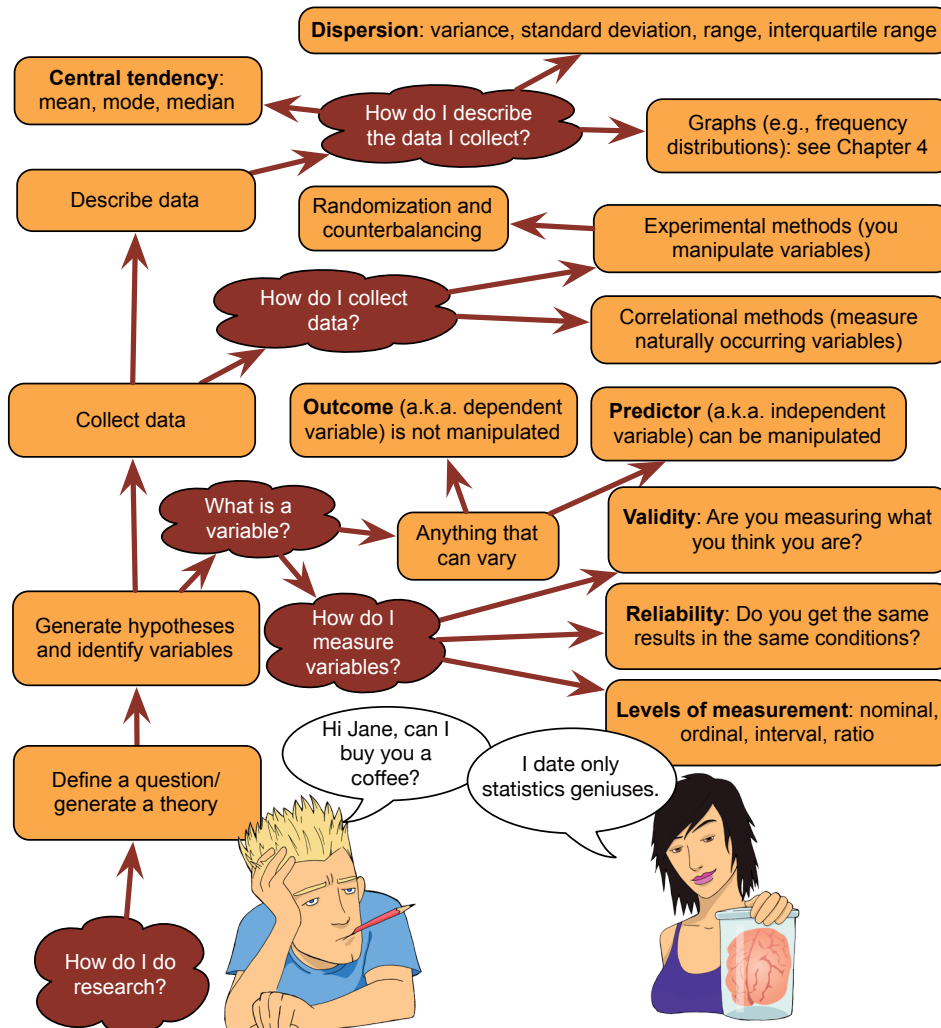 Dispersion: variance, standard deviation, range, interquartile range
Central tendency:
mean, mode, median
How do I describe
the data I collect?
Graphs (e.g., frequency
distributions): see Chapter 4
Describe data
Randomization and
counterbalancing
Experimental methods (you
manipulate variables)
How do I collect
data?
Correlational methods (measure
naturally occurring variables)
Collect data
Outcome (a.k.a. dependent
variable) is not manipulated
Predictor (a.k.a. independent
variable) can be manipulated
What is a
variable?
Anything that
can vary
Validity: Are you measuring what
you think you are?
Generate hypotheses
and identify variables
How do I
measure
variables?
Reliability: Do you get the same
results in the same conditions?
Levels of measurement: nominal,
ordinal, interval, ratio
Hi Jane, can I
buy you a
coffee?
I date only
statistics geniuses.
Define a question/
generate a theory
How do I do
research?